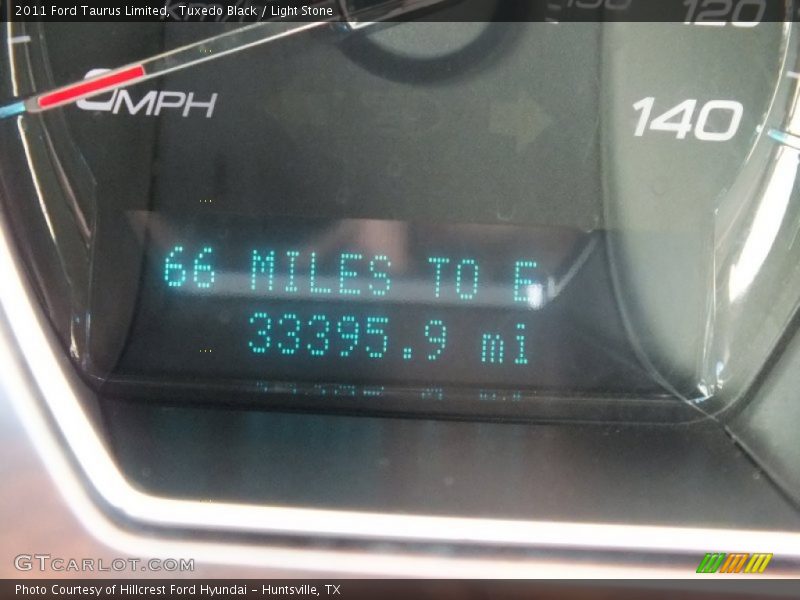 2011 Ford Taurus Limited, Tuxedo Black / Light Stone
120
0 MPH
140
66 MILES TO E
33395.9 mi
GTCARLOT.COM
Photo Courtesy of Hillcrest Ford Hyundai - Huntsville, TX